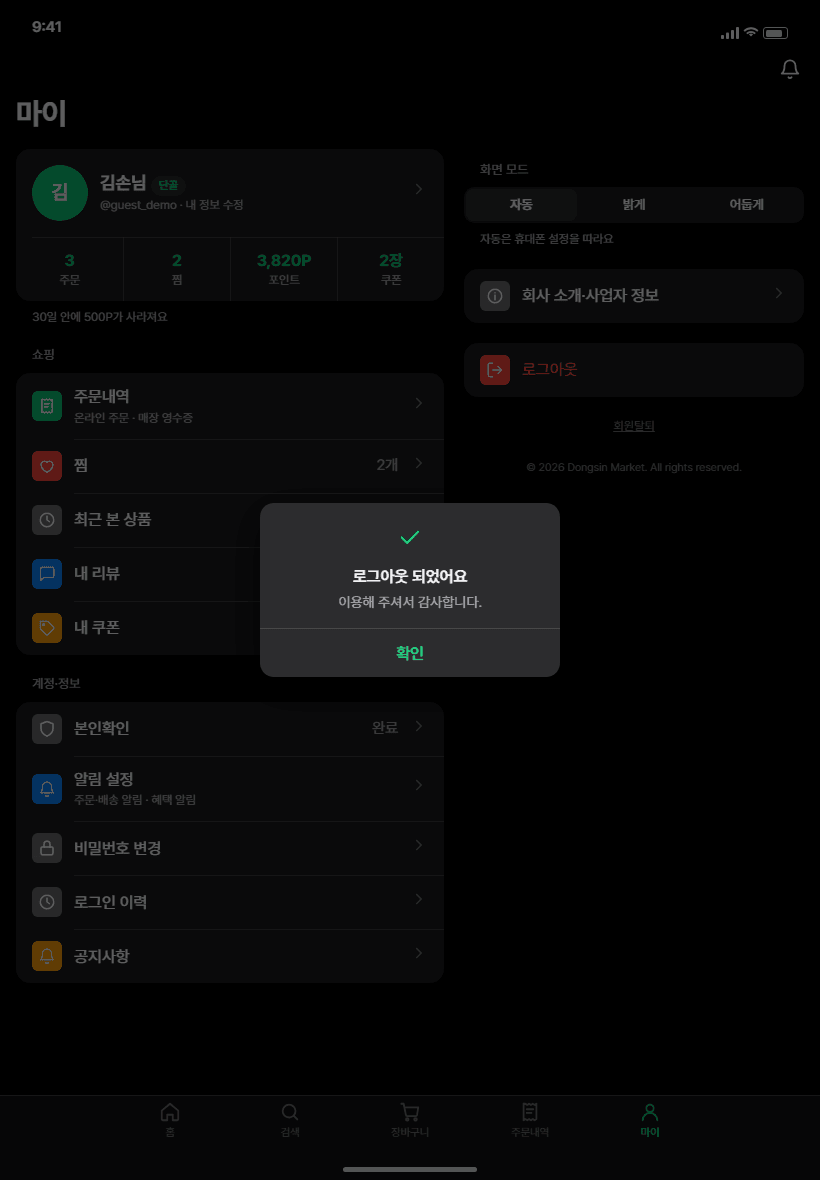 9:41
마이
김
김손님 단골
@guest_demo · 내 정보 수정
3
주문
2
찜
3,820P
포인트
2장
쿠폰
30일 안에 500P가 사라져요
쇼핑
주문내역
온라인 주문 · 매장 영수증
찜 2개
최근 본 상품
내 리뷰
내 쿠폰
계정·정보
본인확인 완료
알림 설정
주문·배송 알림 · 혜택 알림
비밀번호 변경
로그인 이력
공지사항
화면 모드
자동 밝게 어둡게
자동은 휴대폰 설정을 따라요
회사 소개·사업자 정보
로그아웃
회원탈퇴
© 2026 Dongsin Market. All rights reserved.
로그아웃 되었어요
이용해 주셔서 감사합니다.
확인
홈 검색 장바구니 주문내역 마이